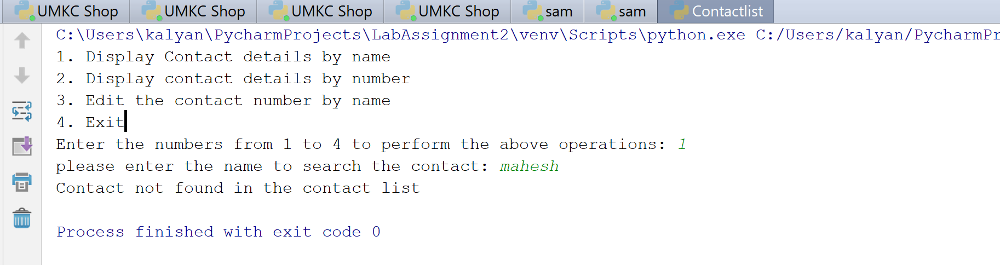 UMKC Shop UMKC Shop UMKC Shop UMKC Shop sam sam Contactlist
C:\Users\kalyan\PycharmProjects\LabAssignment2\venv\Scripts\python.exe C:/Users/kalyan/PycharmPr
1. Display Contact details by name
2. Display contact details by number
3. Edit the contact number by name
4. Exit
Enter the numbers from 1 to 4 to perform the above operations: 1
please enter the name to search the contact: mahesh
Contact not found in the contact list
Process finished with exit code 0